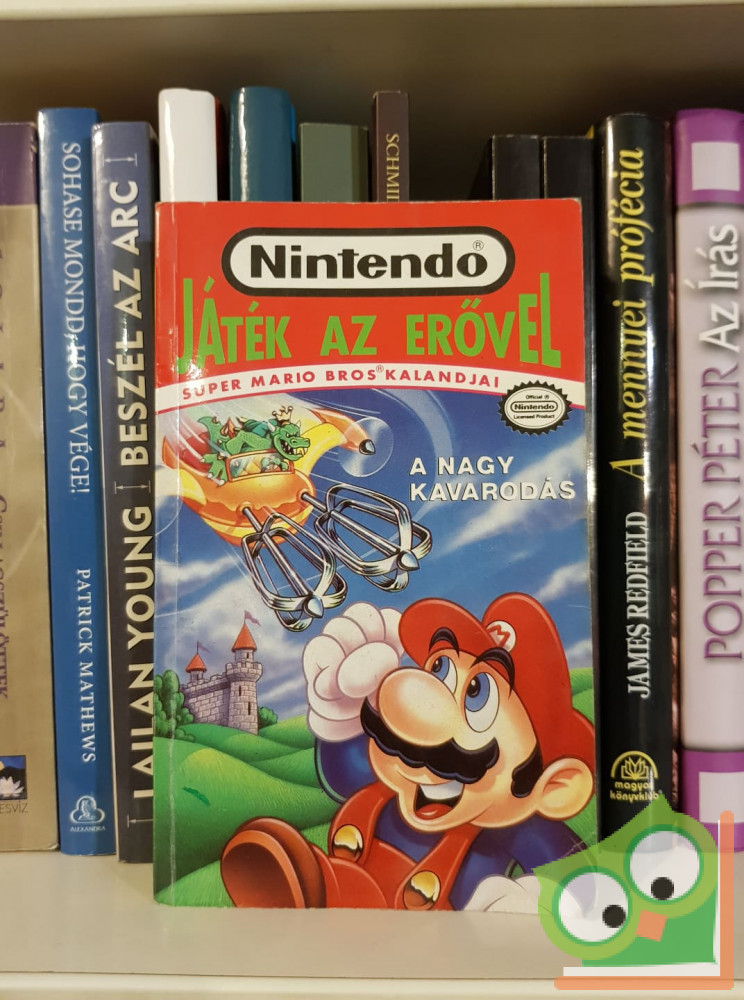 SOHASE MONDD, HOGY VÉGE!
PATRICK MATHEWS
ALEXANDRA
LAILAN YOUNG | BESZÉL AZ ARC |
Nintendo®
JÁTÉK AZ ERŐVEL
SUPER MARIO BROS® KALANDJAI
Official ®
Nintendo
Licensed Product
A NAGY
KAVARODÁS
M
JAMES REDFIELD A mennyei prófécia
magyar
könyvklub
POPPER PÉTER Az Írás